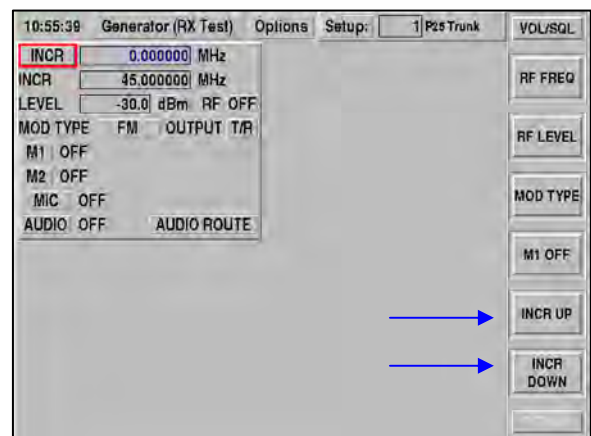 10:55:39 Generator (RX Test) Options Setup: 1 P25 Trunk
INCR 0.000000 MHz
INCR 45.000000 MHz
LEVEL -30.0 dBm RF OFF
MOD TYPE FM OUTPUT T/R
M1 OFF
M2 OFF
MIC OFF
AUDIO OFF AUDIO ROUTE
VOL/SQL
RF FREQ
RF LEVEL
MOD TYPE
M1 OFF
INCR UP
INCR
DOWN